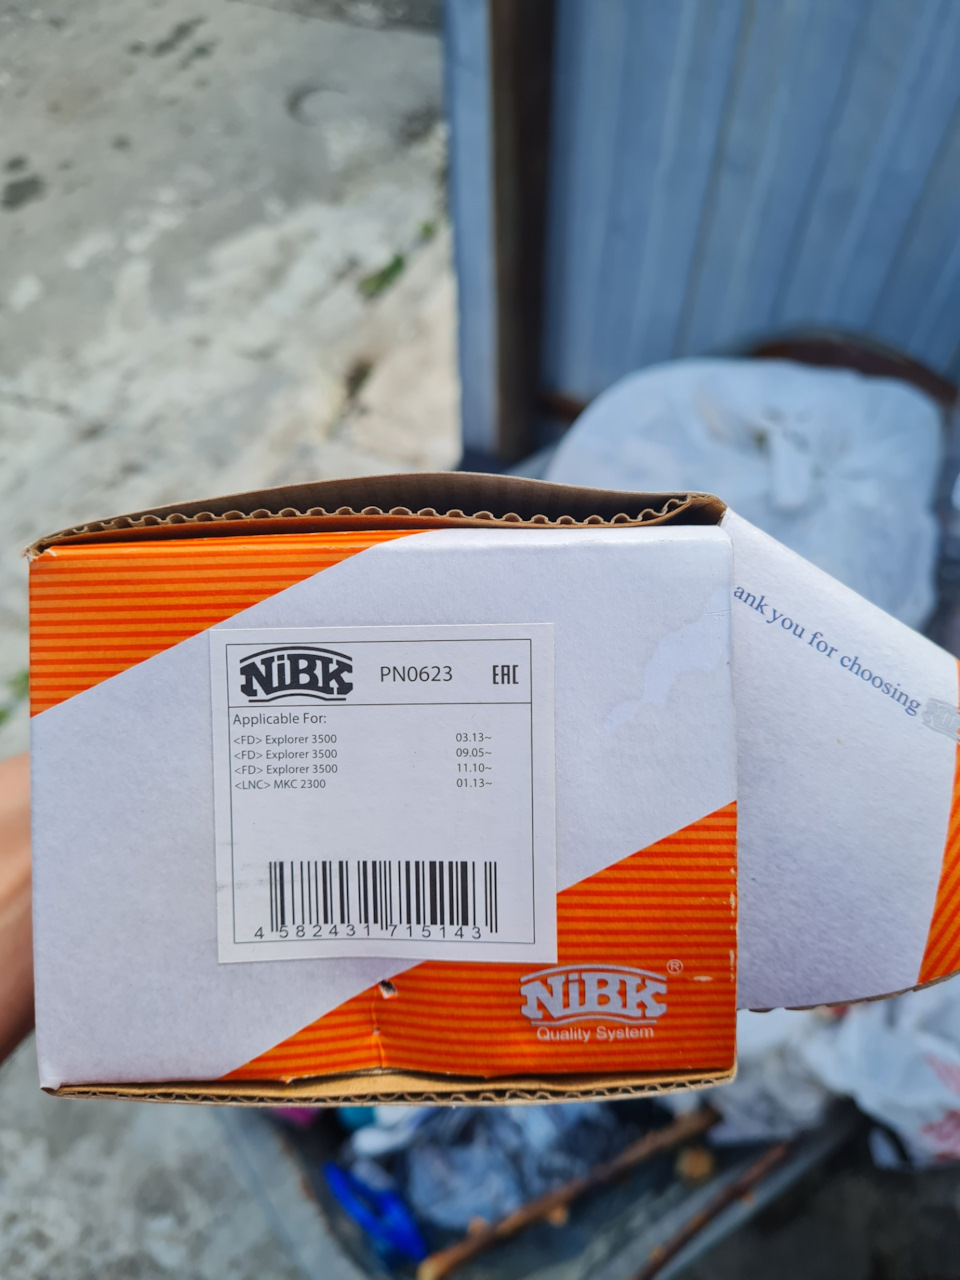 NiBK PN0623 EAC
Applicable For:
<FD> Explorer 3500 03.13~
<FD> Explorer 3500 09.05~
<FD> Explorer 3500 11.10~
<LNC> MKC 2300 01.13~
4 582431 715143
NiBK®
Quality System
ank you for choosing